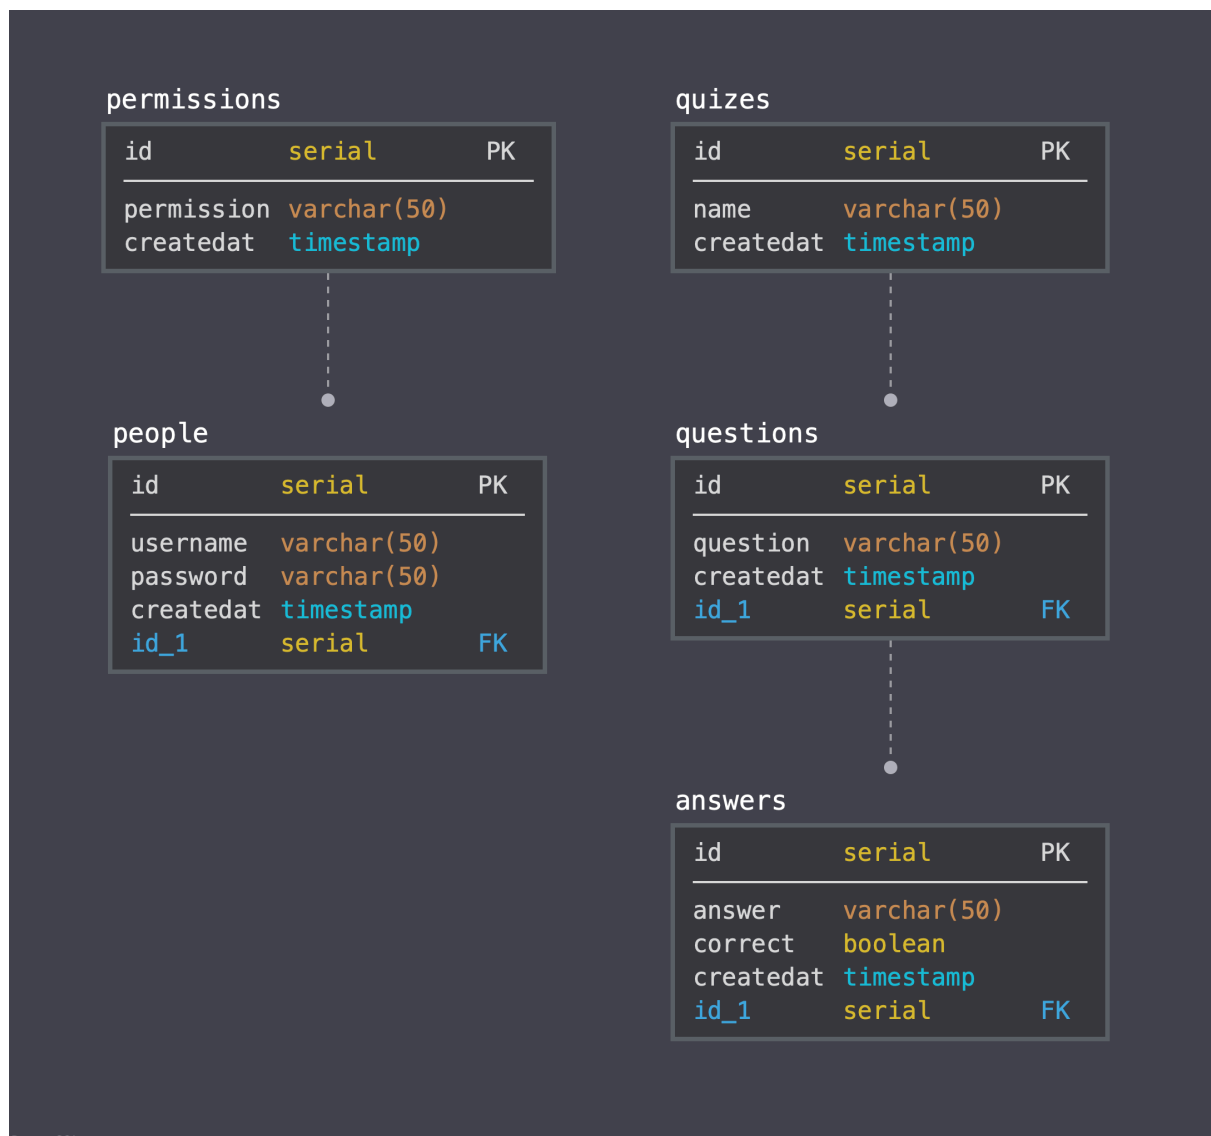 permissions
id serial PK
permission varchar(50)
createdat timestamp
people
id serial PK
username varchar(50)
password varchar(50)
createdat timestamp
id_1 serial FK
quizes
id serial PK
name varchar(50)
createdat timestamp
questions
id serial PK
question varchar(50)
createdat timestamp
id_1 serial FK
answers
id serial PK
answer varchar(50)
correct boolean
createdat timestamp
id_1 serial FK